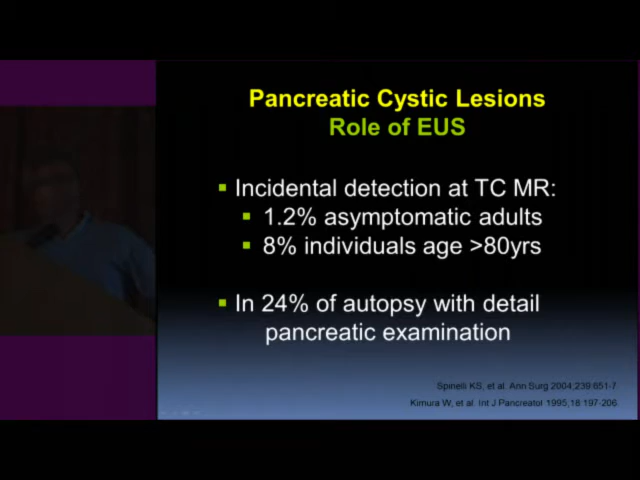 Pancreatic Cystic Lesions
Role of EUS
Incidental detection at TC MR:
1.2% asymptomatic adults
8% individuals age >80yrs
In 24% of autopsy with detail
pancreatic examination
Spinelli KS, et al. Ann Surg 2004;239:651-7.
Kimura W, et al. Int J Pancreatol 1995;18:197-206.